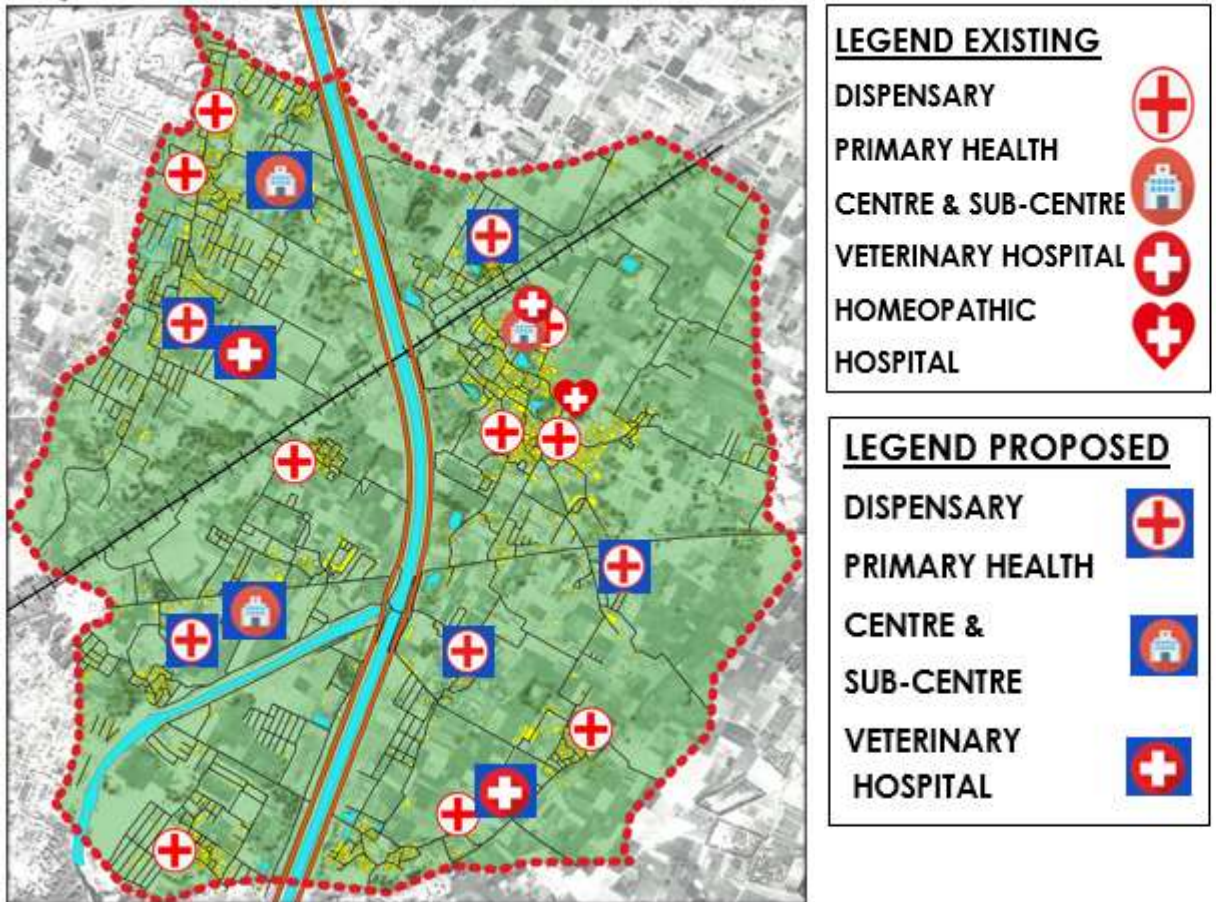 LEGEND EXISTING
DISPENSARY
PRIMARY HEALTH
CENTRE & SUB-CENTRE
VETERINARY HOSPITAL
HOMEOPATHIC
HOSPITAL
LEGEND PROPOSED
DISPENSARY
PRIMARY HEALTH
CENTRE &
SUB-CENTRE
VETERINARY
HOSPITAL